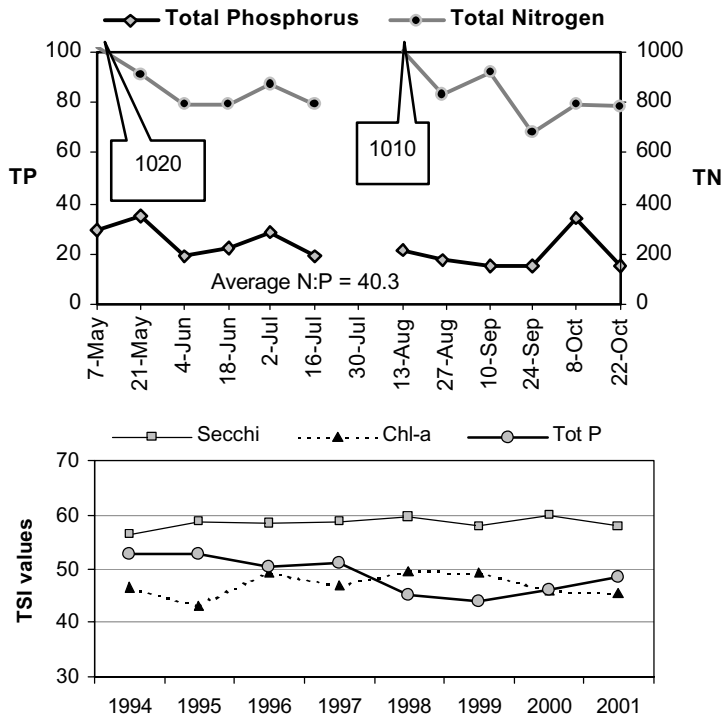 Total Phosphorus Total Nitrogen
100 1000
80 800
60 600
40 400
20 200
0 0
TP TN
1020 1010
Average N:P = 40.3
7-May 21-May 4-Jun 18-Jun 2-Jul 16-Jul 30-Jul 13-Aug 27-Aug 10-Sep 24-Sep 8-Oct 22-Oct
Secchi Chl-a Tot P
70
60
50
40
30
TSI values
1994 1995 1996 1997 1998 1999 2000 2001